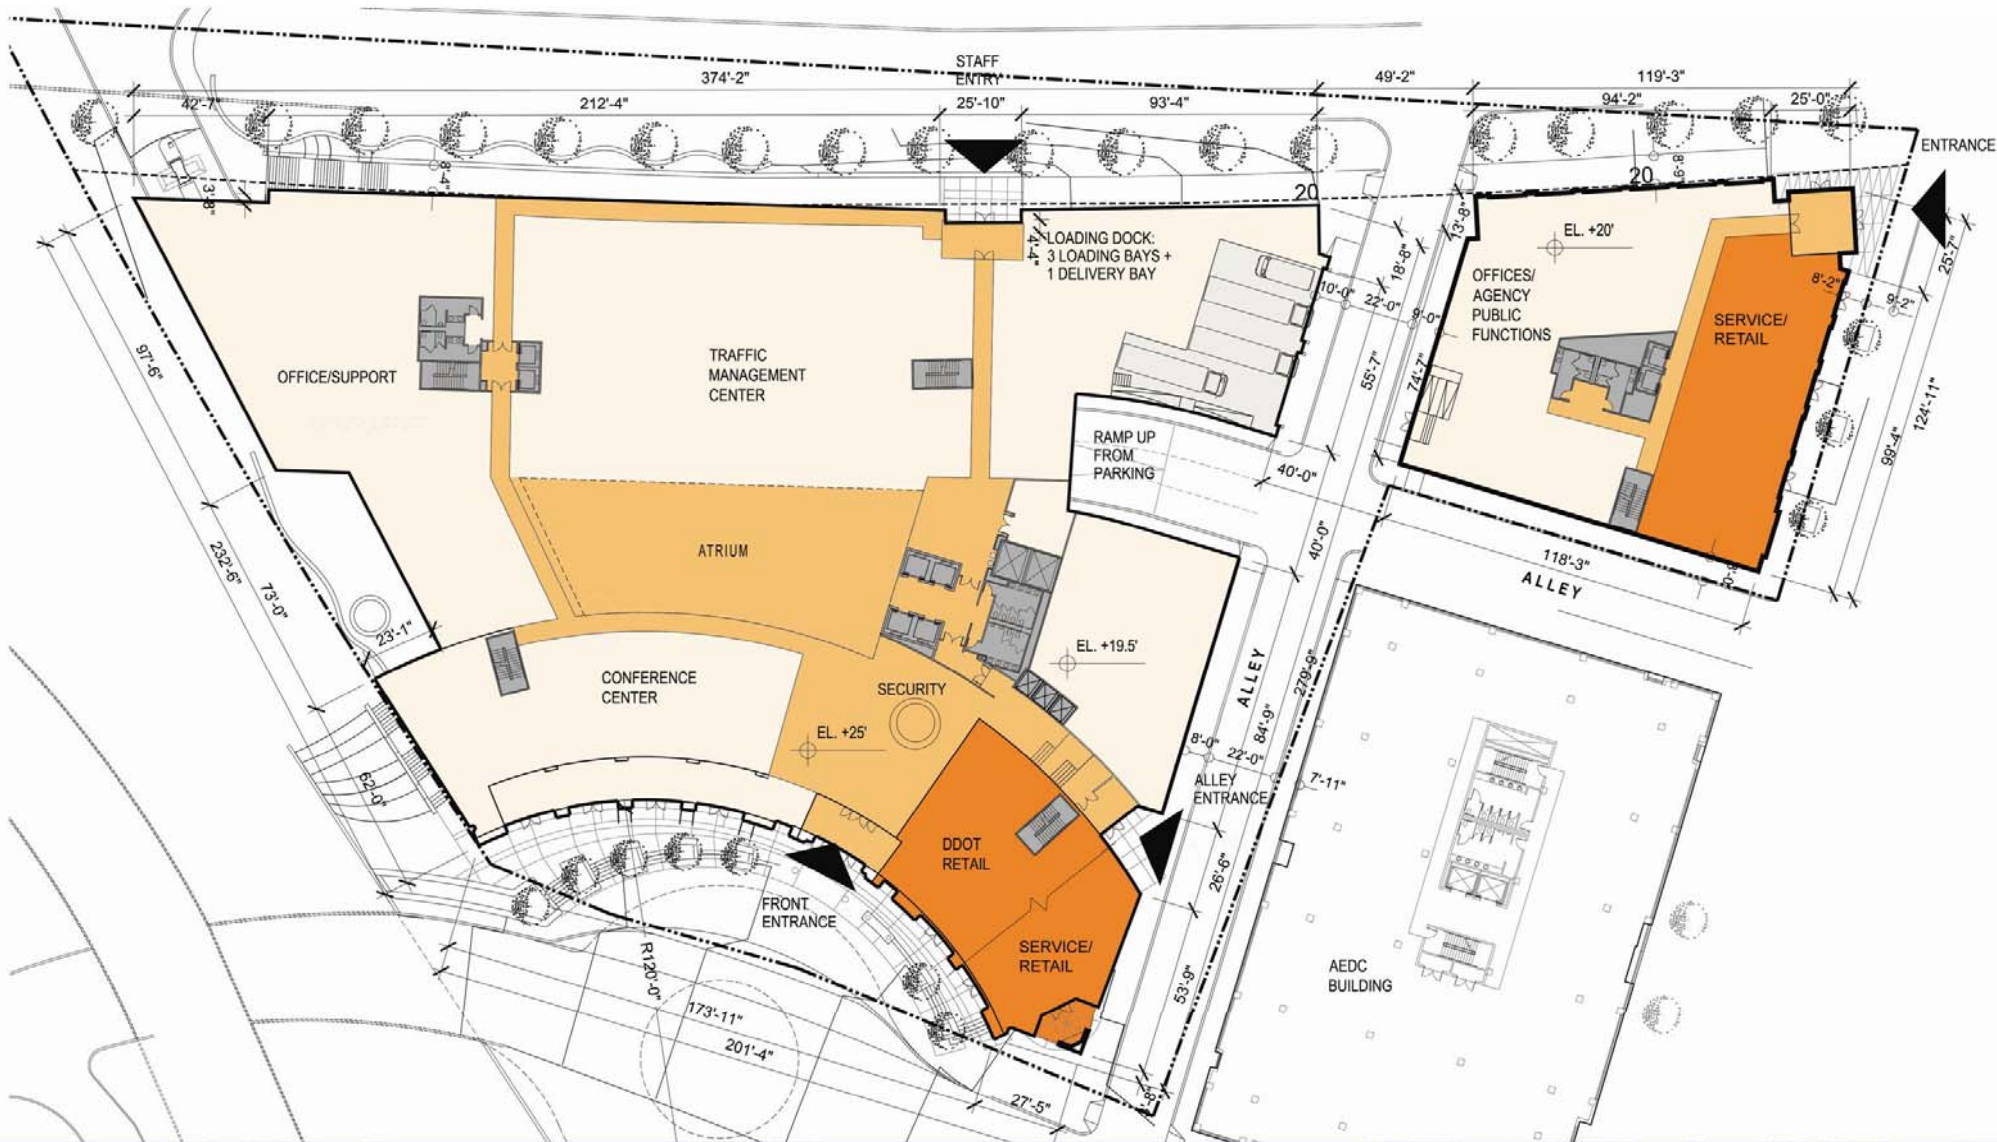 STAFF
ENTRY
374'-2"
49'-2"
119'-3"
42'-7"
212'-4"
25'-10"
93'-4"
94'-2"
25'-0"
ENTRANCE
8'-4"
3'-8"
20
20
8'-9"
13'-8"
4'-4"
LOADING DOCK:
3 LOADING BAYS +
1 DELIVERY BAY
EL. +20'
18'-8"
25'-7"
10'-0"
22'-0"
9'-0"
8'-2"
9'-2"
OFFICES/
AGENCY
PUBLIC
FUNCTIONS
SERVICE/
RETAIL
97'-6"
OFFICE/SUPPORT
TRAFFIC
MANAGEMENT
CENTER
55'-7"
74'-7"
124'-11"
99'-4"
RAMP UP
FROM
PARKING
40'-0"
40'-0"
232'-6"
73'-0"
ATRIUM
118'-3"
ALLEY
23'-1"
EL. +19.5'
ALLEY
279'-9"
CONFERENCE
CENTER
SECURITY
EL. +25'
84'-9"
8'-0"
22'-0"
7'-11"
62'-0"
ALLEY
ENTRANCE
DDOT
RETAIL
26'-6"
FRONT
ENTRANCE
SERVICE/
RETAIL
53'-9"
AEDC
BUILDING
R120'-0"
173'-11"
201'-4"
27'-5"